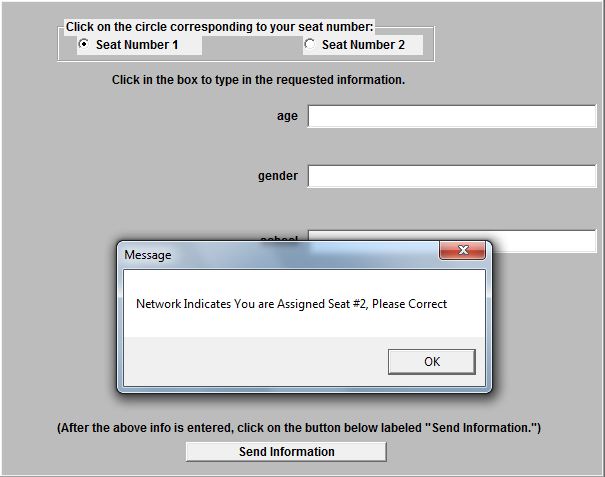 Click on the circle corresponding to your seat number:
Seat Number 1 Seat Number 2
Click in the box to type in the requested information.
age
gender
Message
Network Indicates You are Assigned Seat #2, Please Correct
OK
(After the above info is entered, click on the button below labeled "Send Information.")
Send Information